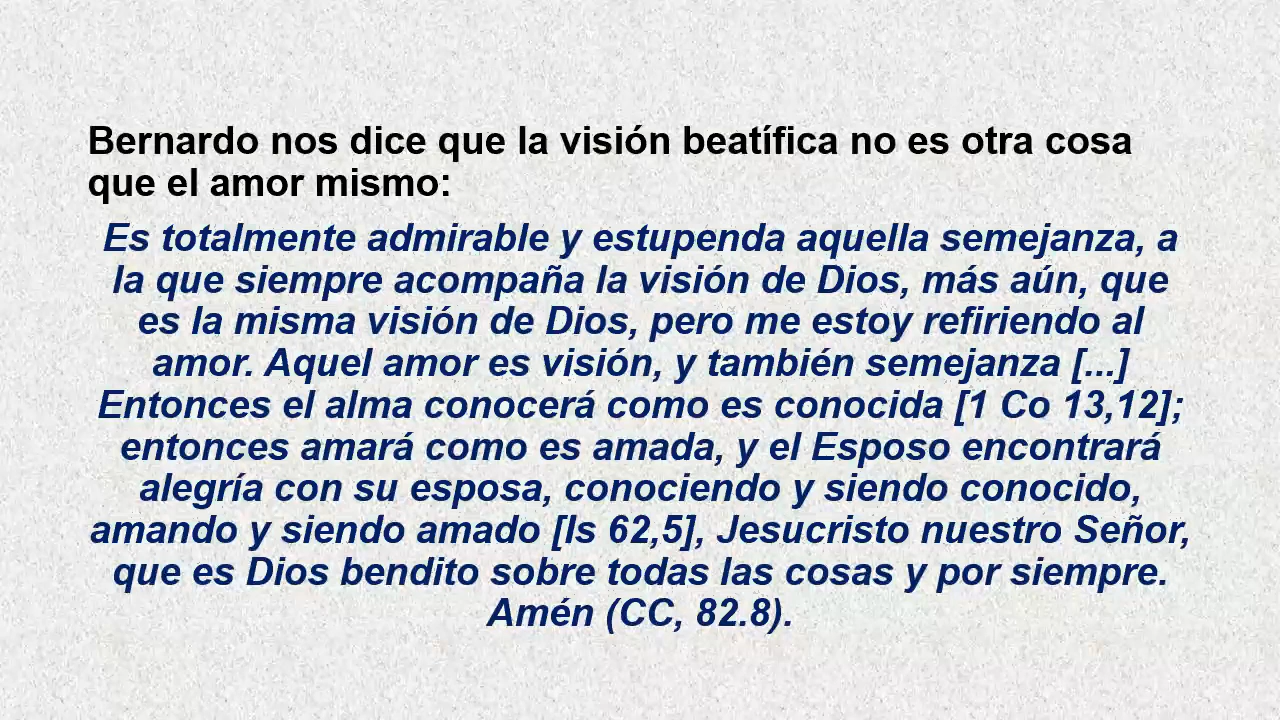 Bernardo nos dice que la visión beatífica no es otra cosa
que el amor mismo:
Es totalmente admirable y estupenda aquella semejanza, a
la que siempre acompaña la visión de Dios, más aún, que
es la misma visión de Dios, pero me estoy refiriendo al
amor. Aquel amor es visión, y también semejanza [...]
Entonces el alma conocerá como es conocida [1 Co 13,12];
entonces amará como es amada, y el Esposo encontrará
alegría con su esposa, conociendo y siendo conocido,
amando y siendo amado [Is 62,5], Jesucristo nuestro Señor,
que es Dios bendito sobre todas las cosas y por siempre.
Amén (CC, 82.8).